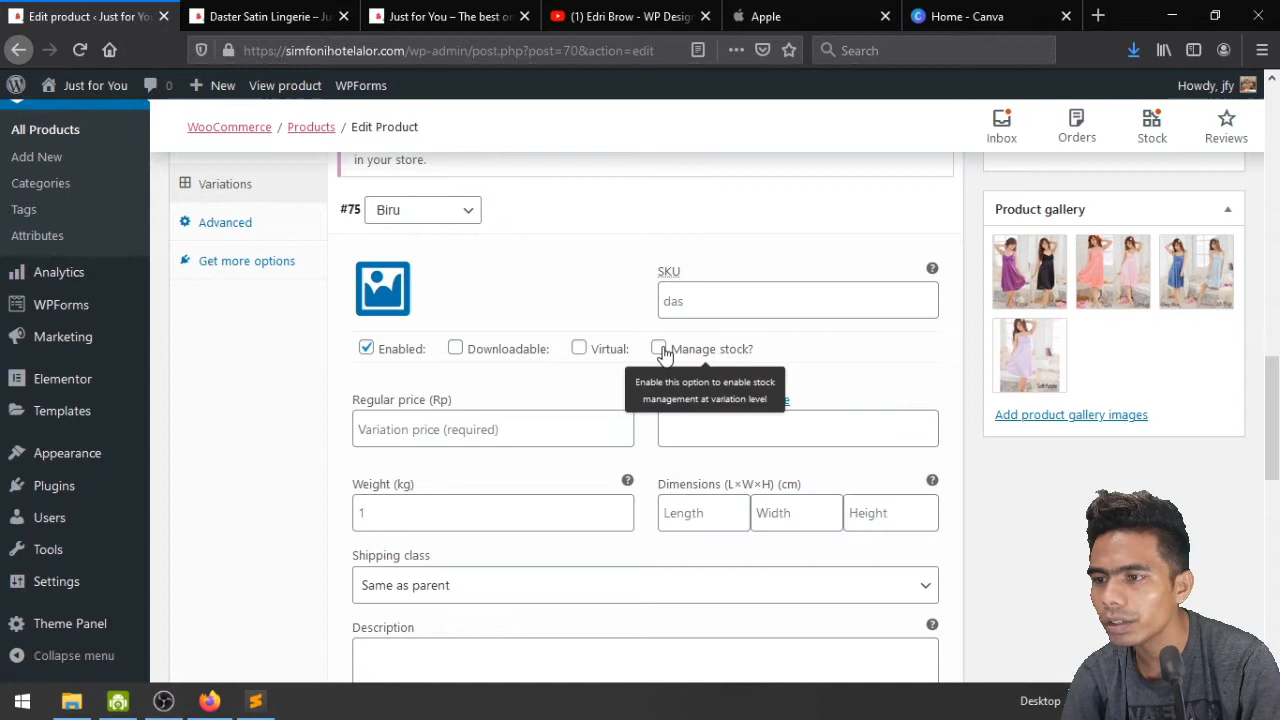 Edit product ‹ Just for You
Daster Satin Lingerie – Ju
Just for You – The best on
(1) Edri Brow - WP Design
Apple
Home - Canva
https://simfonihotelalor.com/wp-admin/post.php?post=70&action=edit
Search
Just for You
0
New
View product
WPForms
Howdy, jfy
All Products
Add New
Categories
Tags
Attributes
Analytics
WPForms
Marketing
Elementor
Templates
Appearance
Plugins
Users
Tools
Settings
Theme Panel
Collapse menu
WooCommerce
Products
Edit Product
Inbox
Orders
Stock
Reviews
in your store.
Variations
Advanced
Get more options
#75
Biru
SKU
das
Enabled:
Downloadable:
Virtual:
Manage stock?
Enable this option to enable stock
management at variation level
Regular price (Rp)
Variation price (required)
Weight (kg)
1
Dimensions (L×W×H) (cm)
Length
Width
Height
Shipping class
Same as parent
Description
Product gallery
Add product gallery images
Desktop